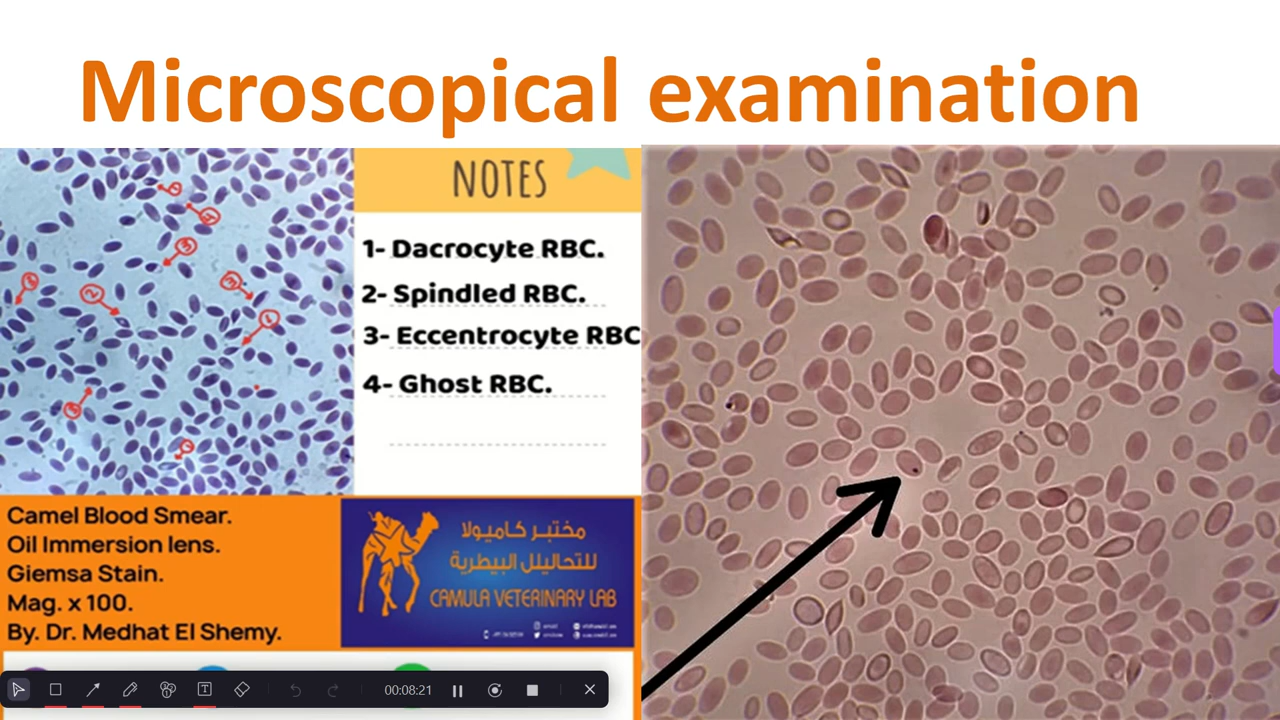 Microscopical examination
NOTES
1- Dacrocyte RBC.
2- Spindled RBC.
3- Eccentrocyte RBC
4- Ghost RBC.
Camel Blood Smear.
Oil Immersion lens.
Giemsa Stain.
Mag. x 100.
By. Dr. Medhat El Shemy.
مختبر كاميولا
للتحاليلل البيطرية
CAMULA VETERINARY LAB
00:08:21